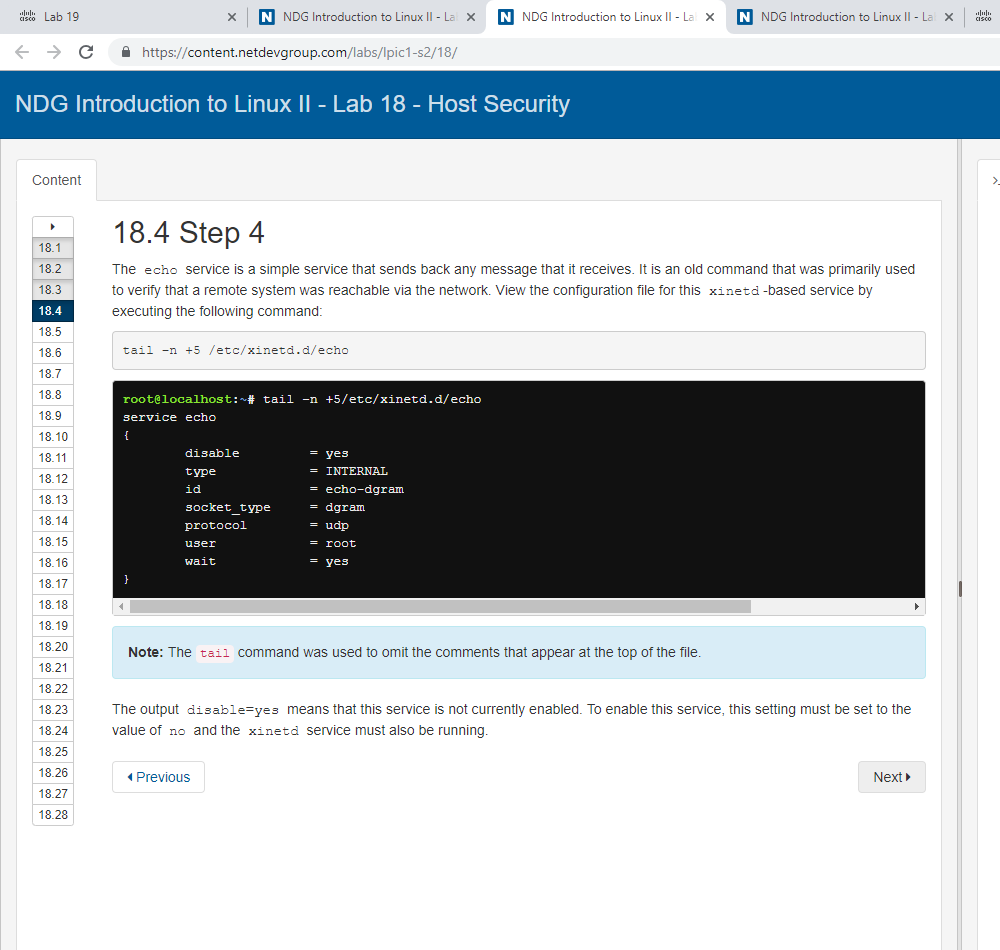 cisco Lab 19
NDG Introduction to Linux II - La
NDG Introduction to Linux II - La
NDG Introduction to Linux II - La
cisco
https://content.netdevgroup.com/labs/lpic1-s2/18/
NDG Introduction to Linux II - Lab 18 - Host Security
Content
>_
18.1
18.2
18.3
18.4
18.5
18.6
18.7
18.8
18.9
18.10
18.11
18.12
18.13
18.14
18.15
18.16
18.17
18.18
18.19
18.20
18.21
18.22
18.23
18.24
18.25
18.26
18.27
18.28
18.4 Step 4
The echo service is a simple service that sends back any message that it receives. It is an old command that was primarily used
to verify that a remote system was reachable via the network. View the configuration file for this xinetd -based service by
executing the following command:
tail -n +5 /etc/xinetd.d/echo
root@localhost:~# tail -n +5/etc/xinetd.d/echo
service echo
{
disable = yes
type = INTERNAL
id = echo-dgram
socket_type = dgram
protocol = udp
user = root
wait = yes
}
Note: The tail command was used to omit the comments that appear at the top of the file.
The output disable=yes means that this service is not currently enabled. To enable this service, this setting must be set to the
value of no and the xinetd service must also be running.
Previous
Next